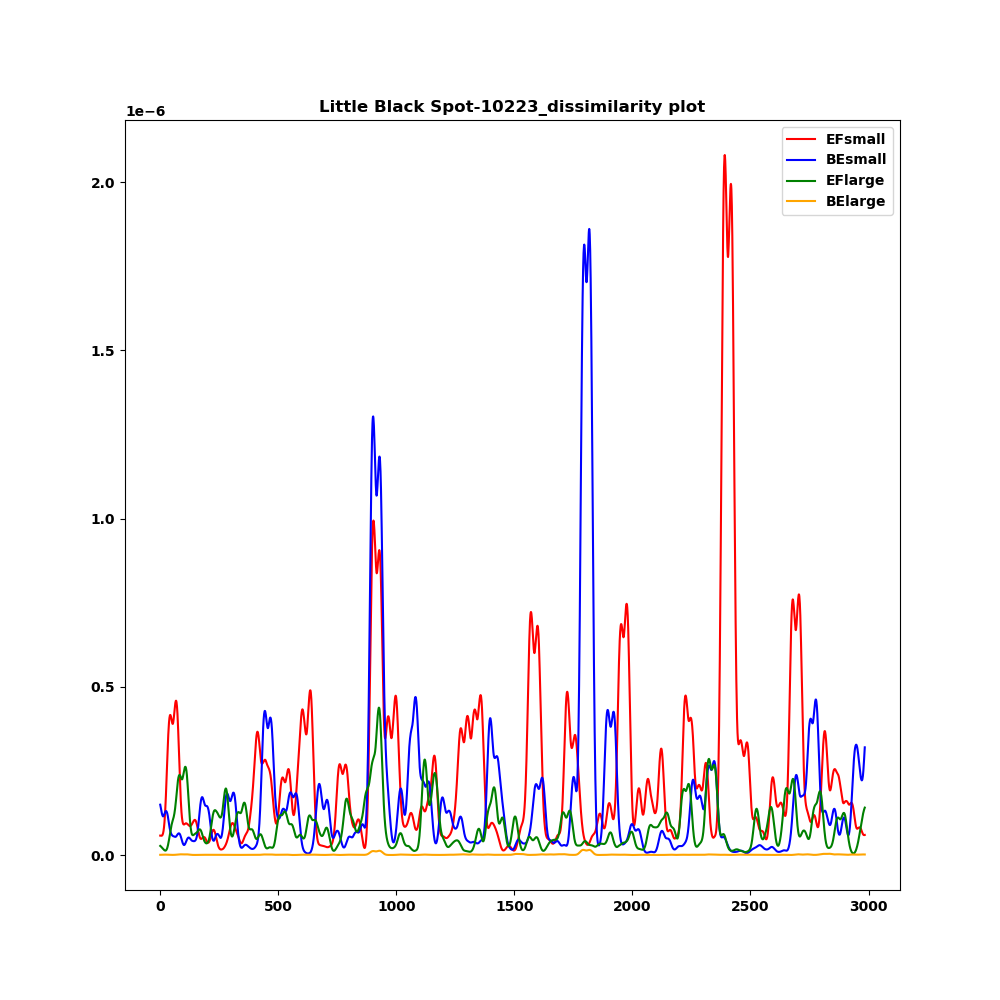 Little Black Spot-10223_dissimilarity plot
1e−6
EFsmall
BEsmall
EFlarge
BElarge
2.0
1.5
1.0
0.5
0.0
0 500 1000 1500 2000 2500 3000